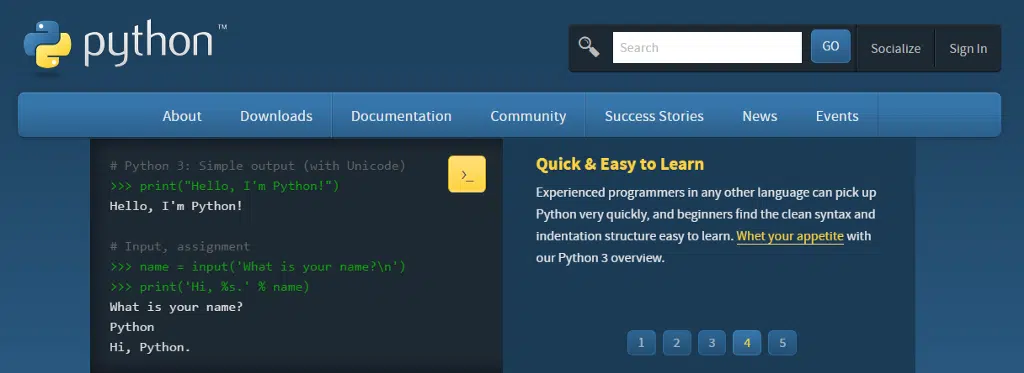 python™
Search
GO
Socialize
Sign In
About
Downloads
Documentation
Community
Success Stories
News
Events
# Python 3: Simple output (with Unicode)
>>> print("Hello, I'm Python!")
Hello, I'm Python!
# Input, assignment
>>> name = input('What is your name?\n')
>>> print('Hi, %s.' % name)
What is your name?
Python
Hi, Python.
>_
Quick & Easy to Learn
Experienced programmers in any other language can pick up
Python very quickly, and beginners find the clean syntax and
indentation structure easy to learn. Whet your appetite with
our Python 3 overview.
1 2 3 4 5